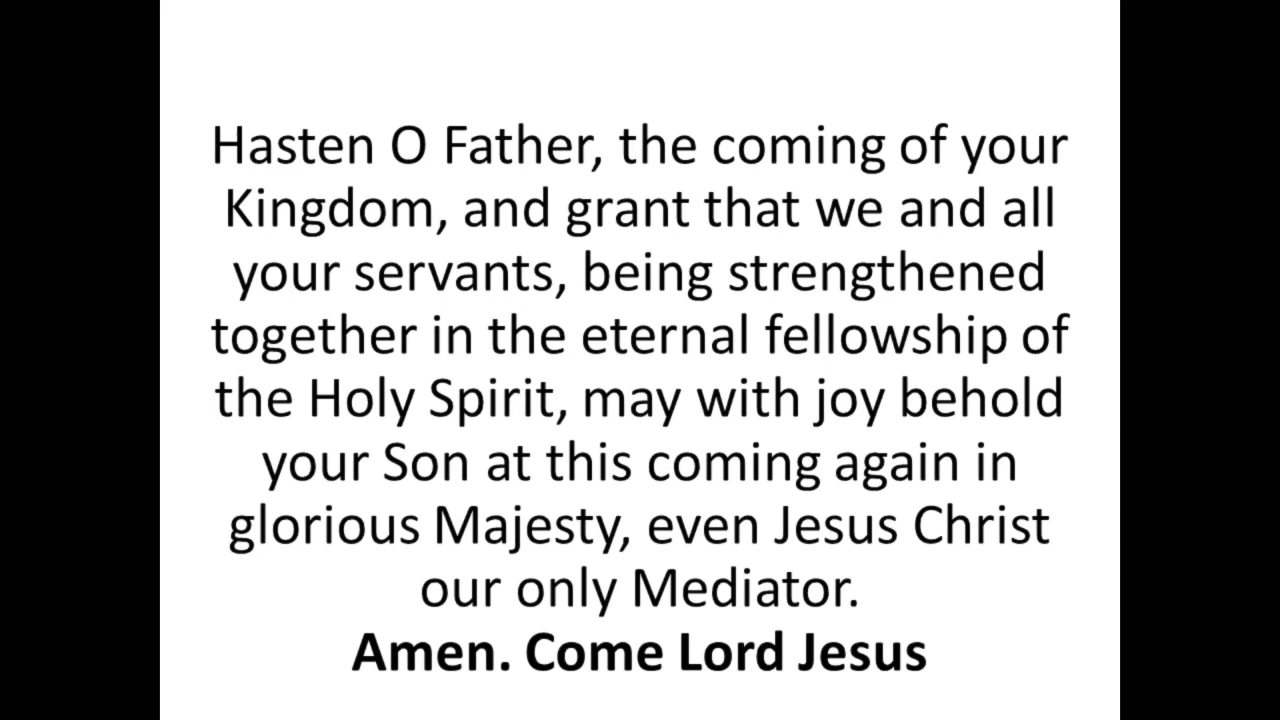 Hasten O Father, the coming of your
Kingdom, and grant that we and all
your servants, being strengthened
together in the eternal fellowship of
the Holy Spirit, may with joy behold
your Son at this coming again in
glorious Majesty, even Jesus Christ
our only Mediator.
Amen. Come Lord Jesus